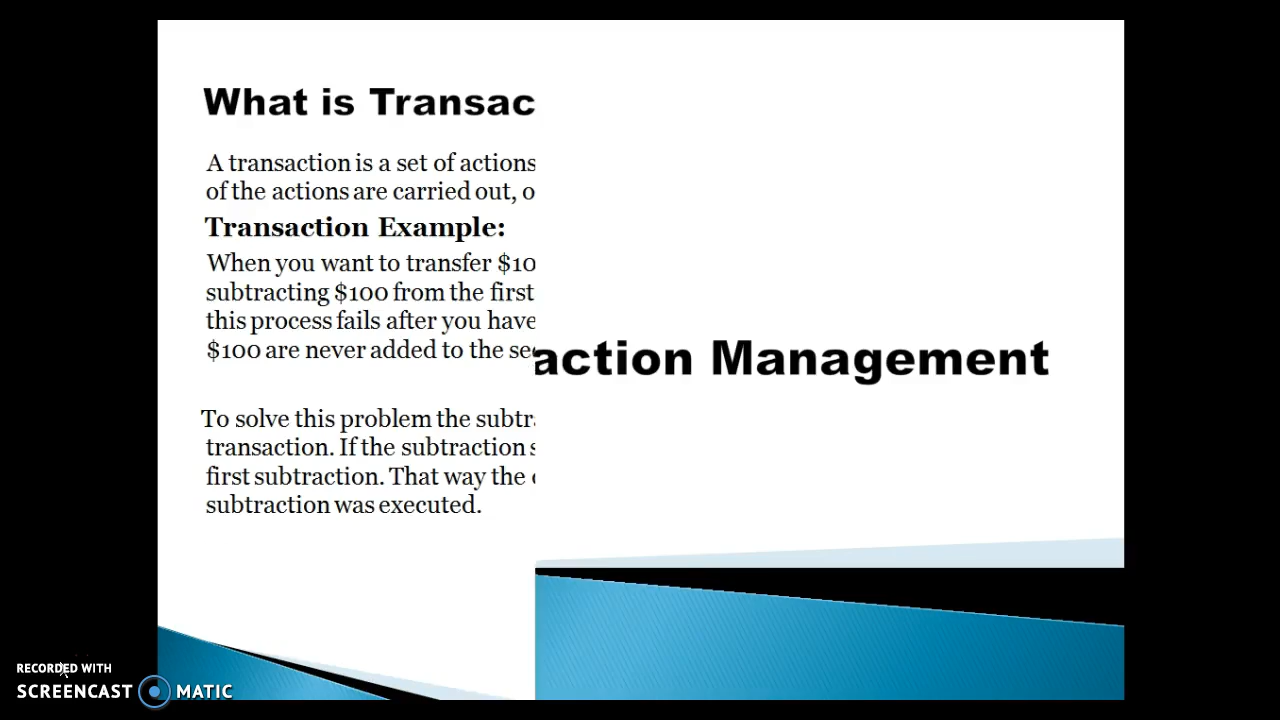 What is Transac
A transaction is a set of actions
of the actions are carried out, o
Transaction Example:
When you want to transfer $10
subtracting $100 from the first
this process fails after you have
$100 are never added to the se
action Management
To solve this problem the subtr
transaction. If the subtraction s
first subtraction. That way the
subtraction was executed.
RECORDED WITH
SCREENCAST MATIC